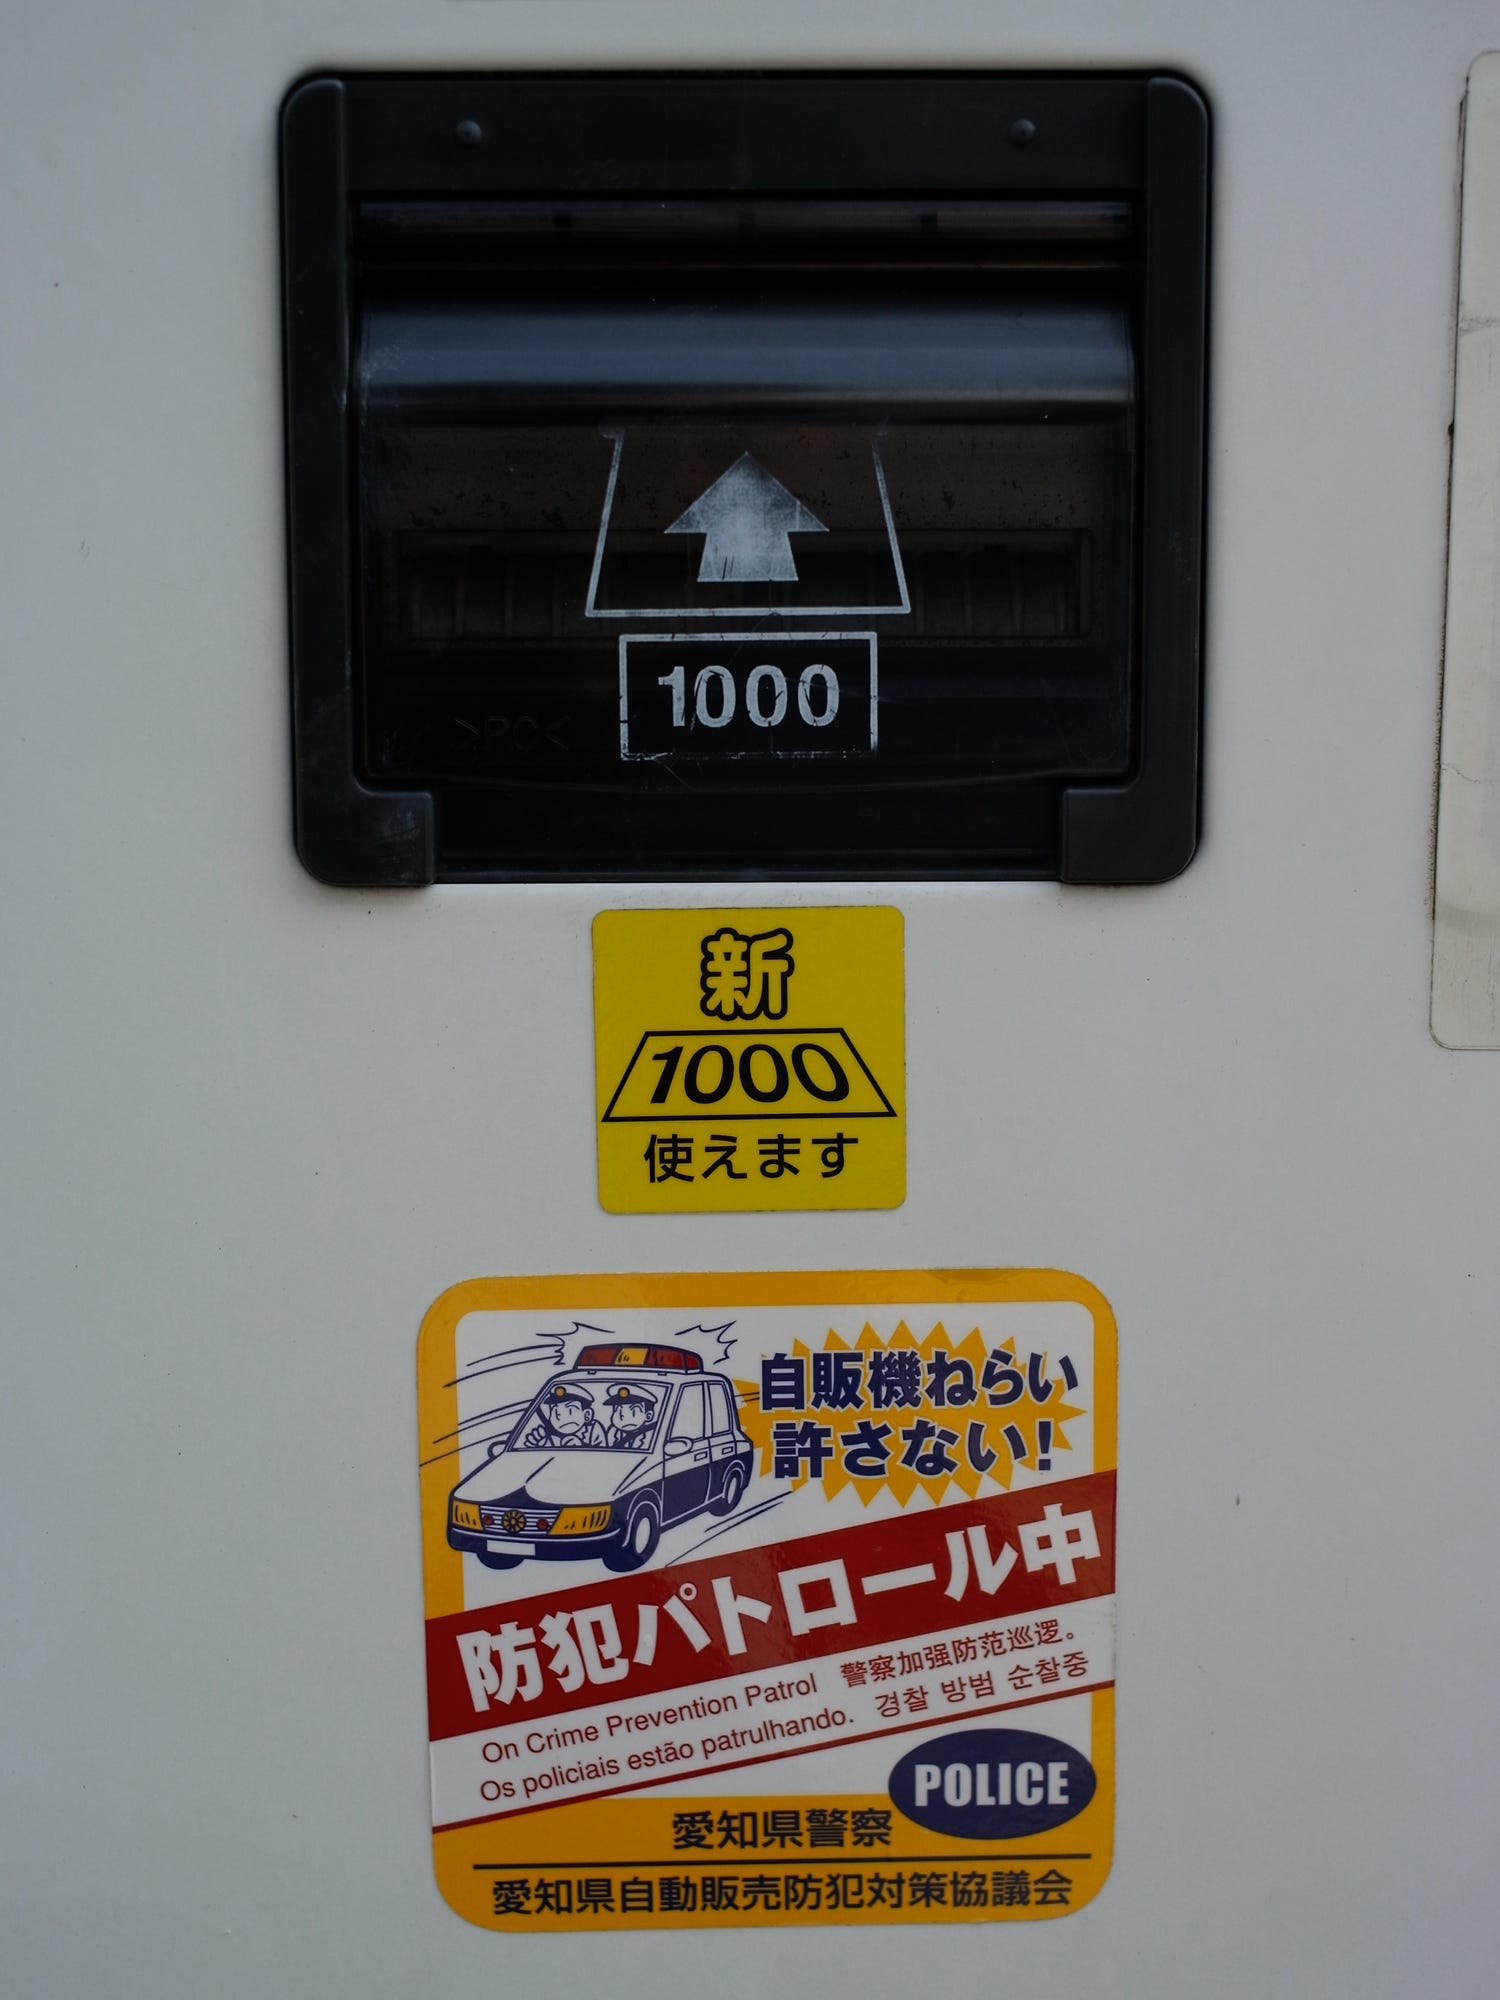 1000
>PC<
新
1000
使えます
自販機ねらい
許さない!
防犯パトロール中
On Crime Prevention Patrol 警察加强防范巡逻。
Os policiais estão patrulhando. 경찰 방범 순찰중
POLICE
愛知県警察
愛知県自動販売防犯対策協議会